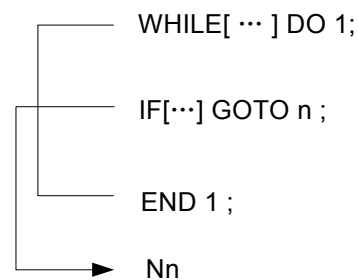 WHILE[ ··· ] DO 1;
IF[···] GOTO n ;
END 1 ;
Nn